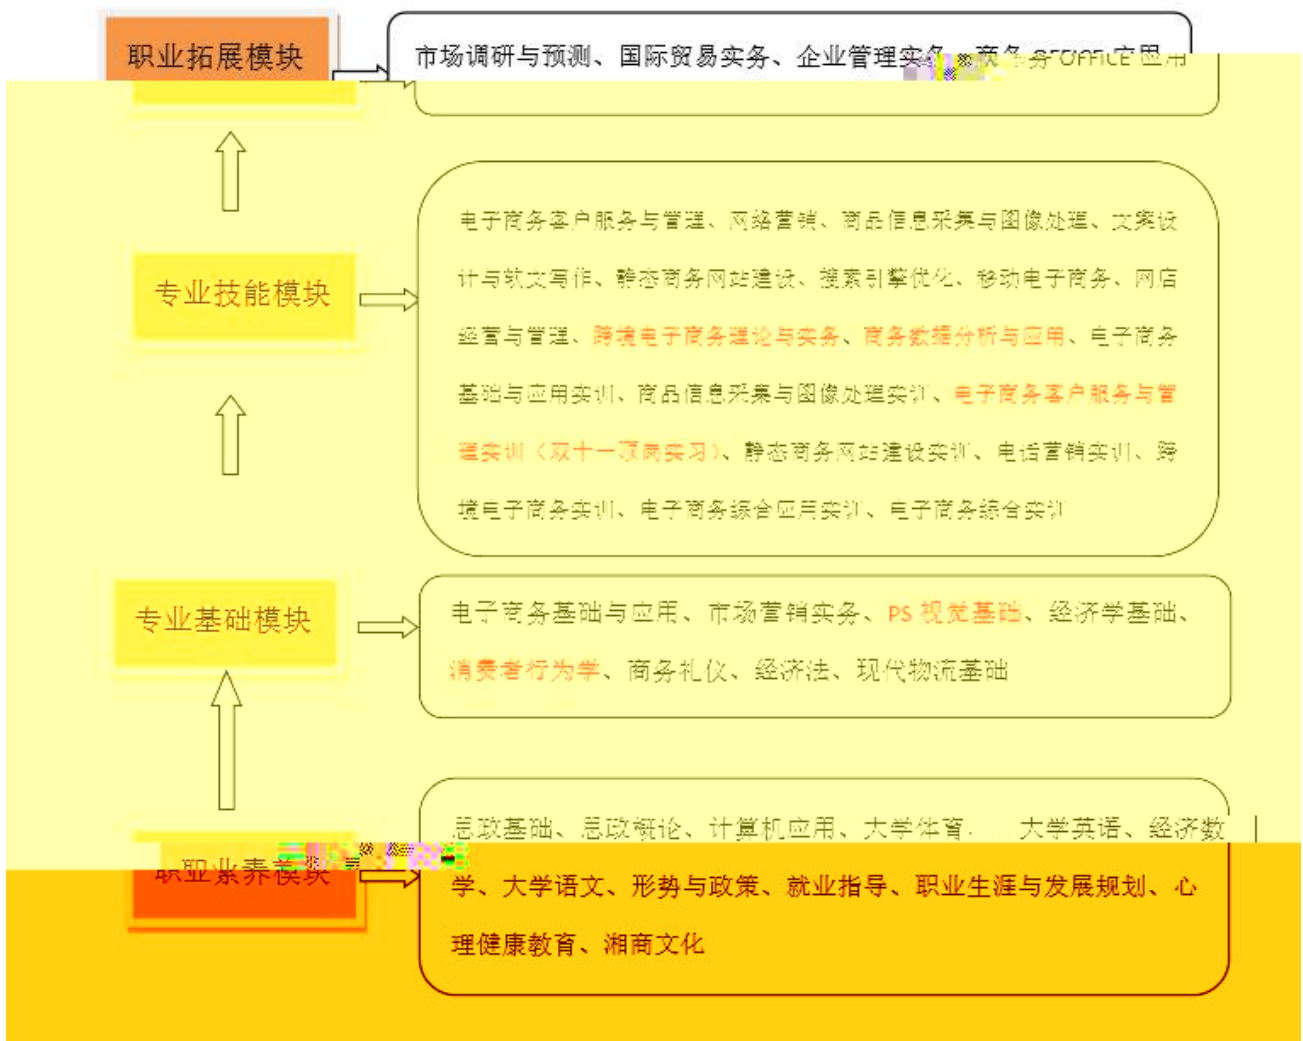 职业拓展模块
市场调研与预测、国际贸易实务、企业管理实务、商务 OFFICE 应用
专业技能模块
电子商务客户服务与管理、网络营销、商品信息采集与图像处理、文案设
计与软文写作、静态商务网站建设、搜索引擎优化、移动电子商务、网店
经营与管理、跨境电子商务理论与实务、商务数据分析与应用、电子商务
基础与应用实训、商品信息采集与图像处理实训、电子商务客户服务与管
理实训（双十一顶岗实习）、静态商务网站建设实训、电话营销实训、跨
境电子商务实训、电子商务综合应用实训、电子商务综合实训
专业基础模块
电子商务基础与应用、市场营销实务、PS 视觉基础、经济学基础、
消费者行为学、商务礼仪、经济法、现代物流基础
职业素养模块
思政基础、思政概论、计算机应用、大学体育、大学英语、经济数
学、大学语文、形势与政策、就业指导、职业生涯与发展规划、心
理健康教育、湘商文化